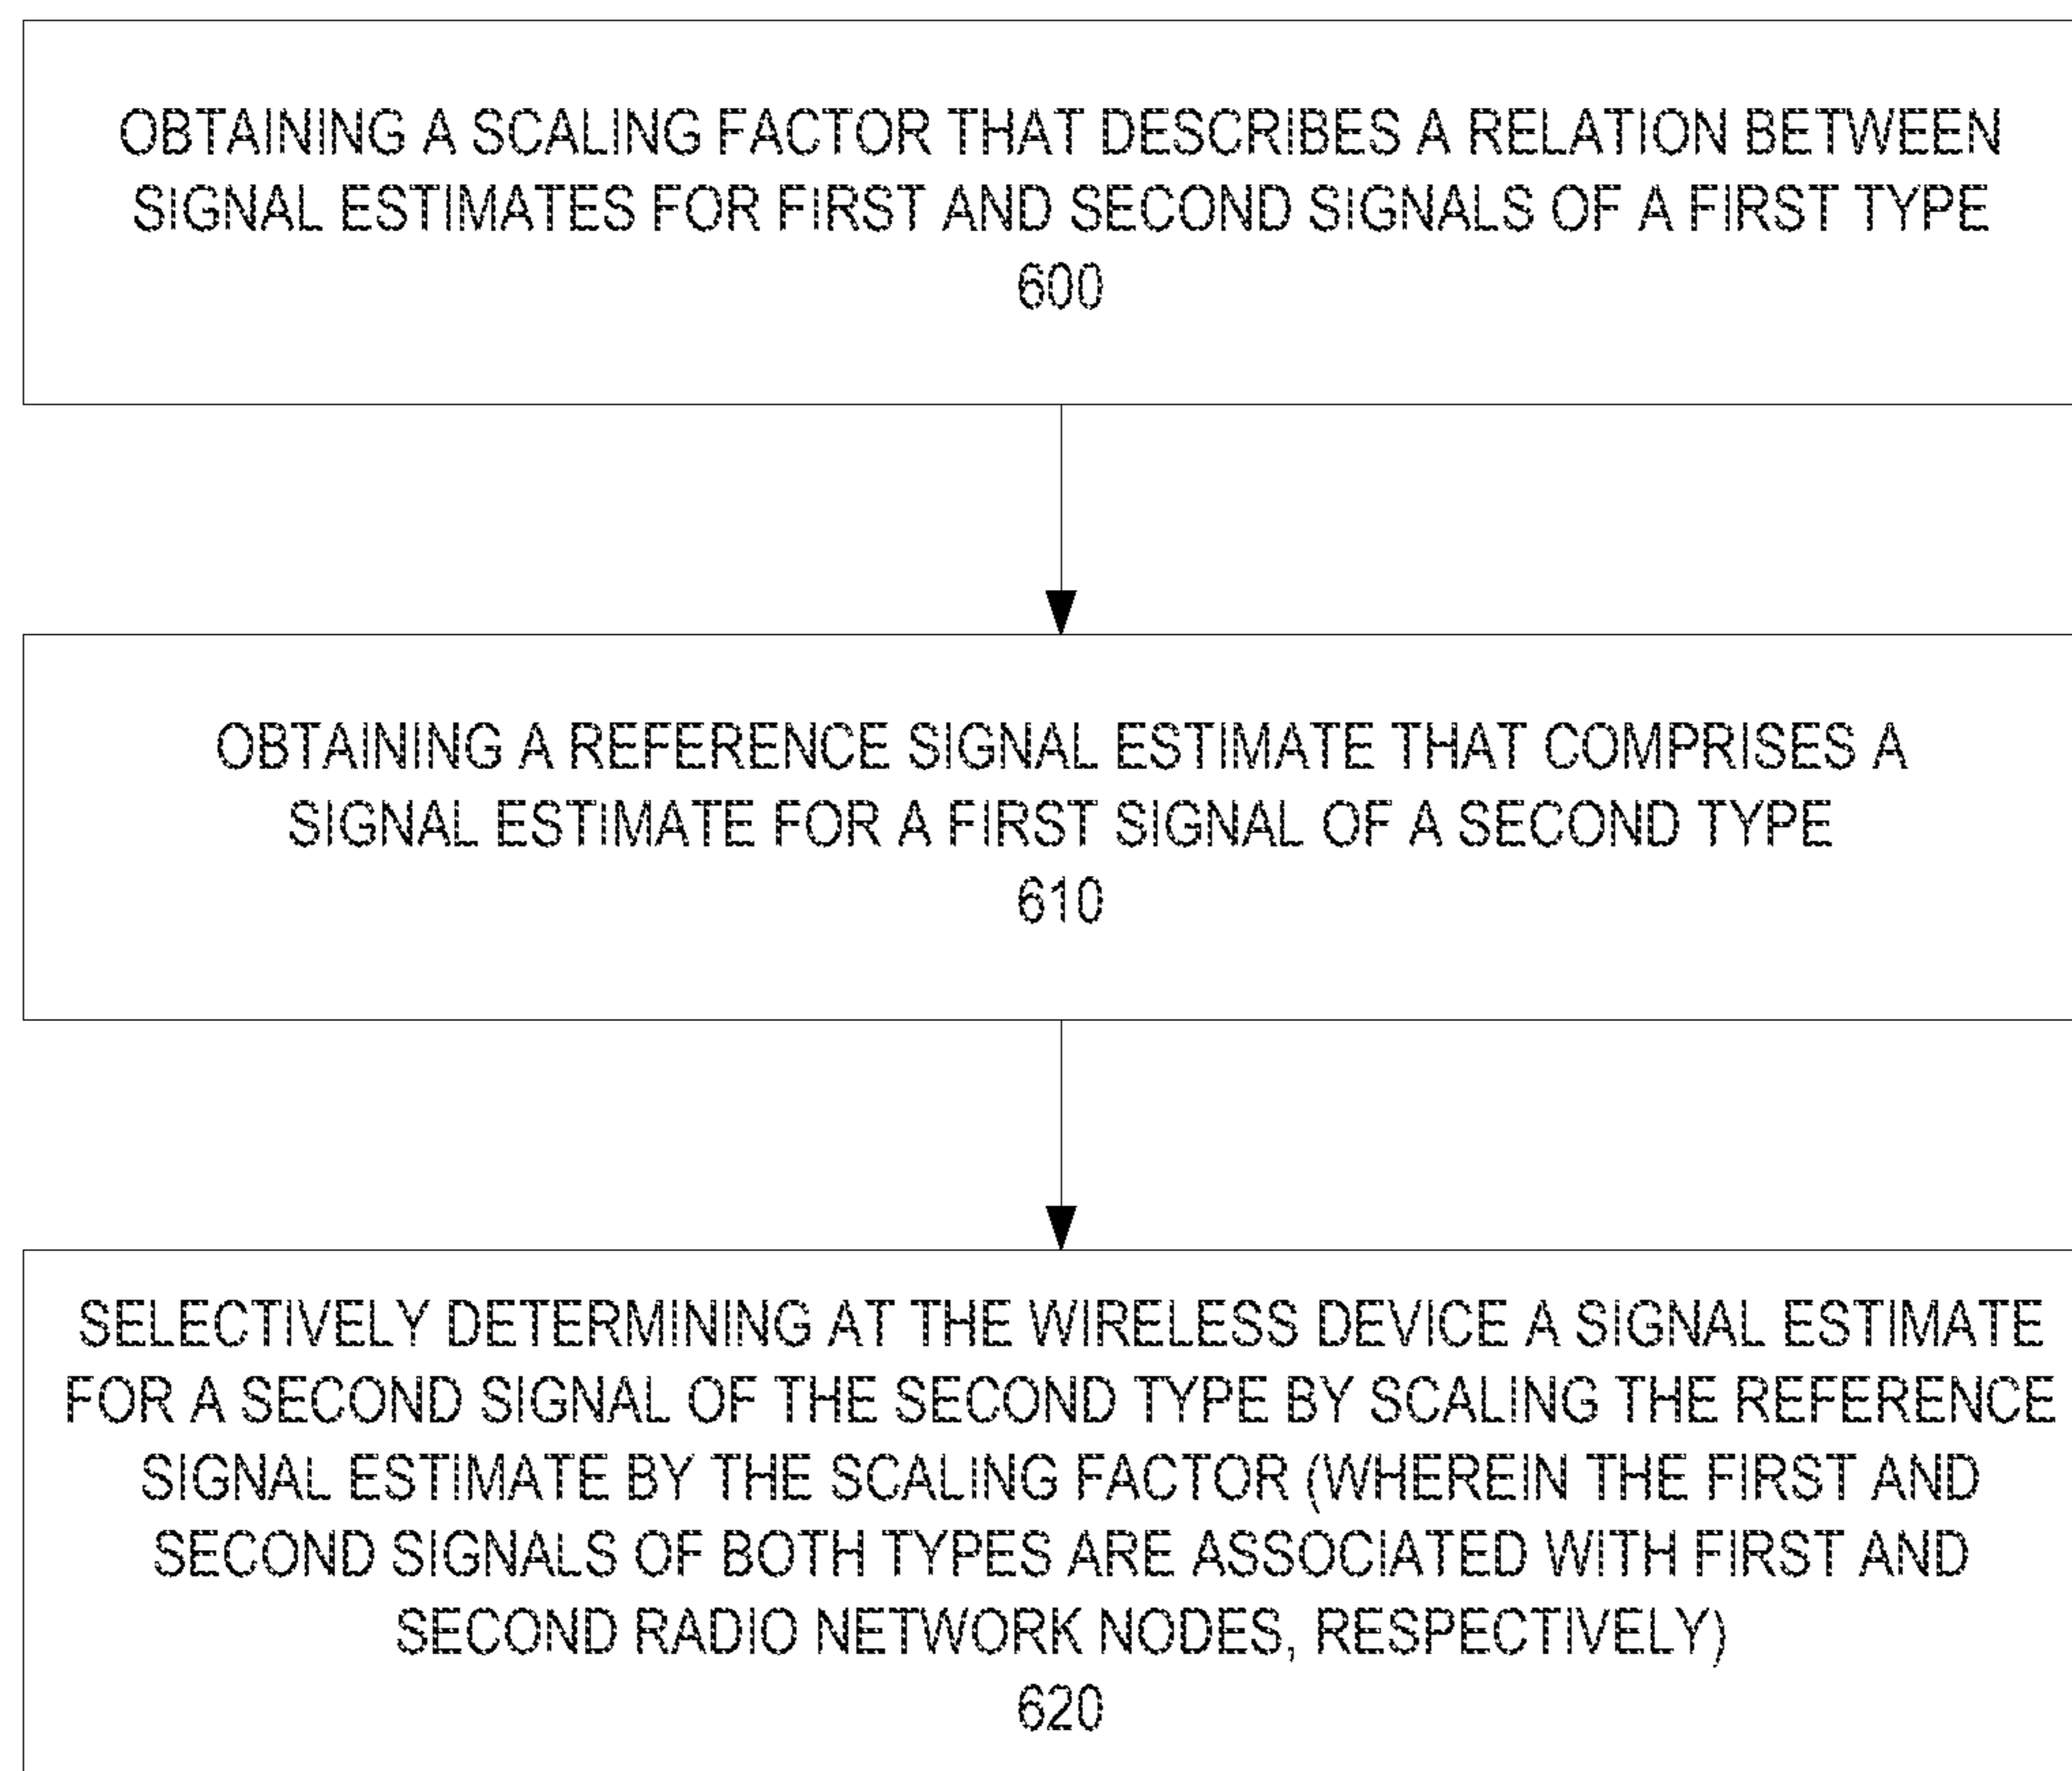 OBTAINING A SCALING FACTOR THAT DESCRIBES A RELATION BETWEEN
SIGNAL ESTIMATES FOR FIRST AND SECOND SIGNALS OF A FIRST TYPE
600
OBTAINING A REFERENCE SIGNAL ESTIMATE THAT COMPRISES A
SIGNAL ESTIMATE FOR A FIRST SIGNAL OF A SECOND TYPE
610
SELECTIVELY DETERMINING AT THE WIRELESS DEVICE A SIGNAL ESTIMATE
FOR A SECOND SIGNAL OF THE SECOND TYPE BY SCALING THE REFERENCE
SIGNAL ESTIMATE BY THE SCALING FACTOR (WHEREIN THE FIRST AND
SECOND SIGNALS OF BOTH TYPES ARE ASSOCIATED WITH FIRST AND
SECOND RADIO NETWORK NODES, RESPECTIVELY)
620